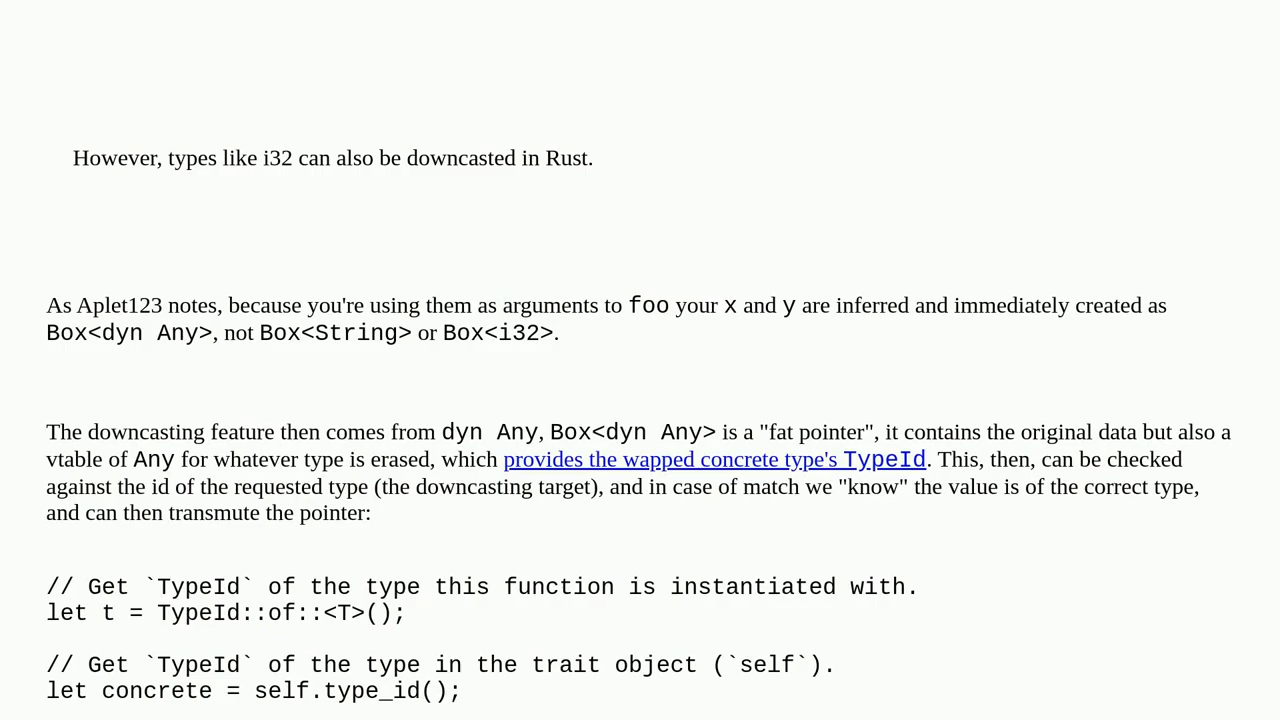 However, types like i32 can also be downcasted in Rust.
As Aplet123 notes, because you're using them as arguments to foo your x and y are inferred and immediately created as
Box<dyn Any>, not Box<String> or Box<i32>.
The downcasting feature then comes from dyn Any, Box<dyn Any> is a "fat pointer", it contains the original data but also a
vtable of Any for whatever type is erased, which provides the wapped concrete type's TypeId. This, then, can be checked
against the id of the requested type (the downcasting target), and in case of match we "know" the value is of the correct type,
and can then transmute the pointer:
// Get `TypeId` of the type this function is instantiated with.
let t = TypeId::of::<T>();
// Get `TypeId` of the type in the trait object (`self`).
let concrete = self.type_id();